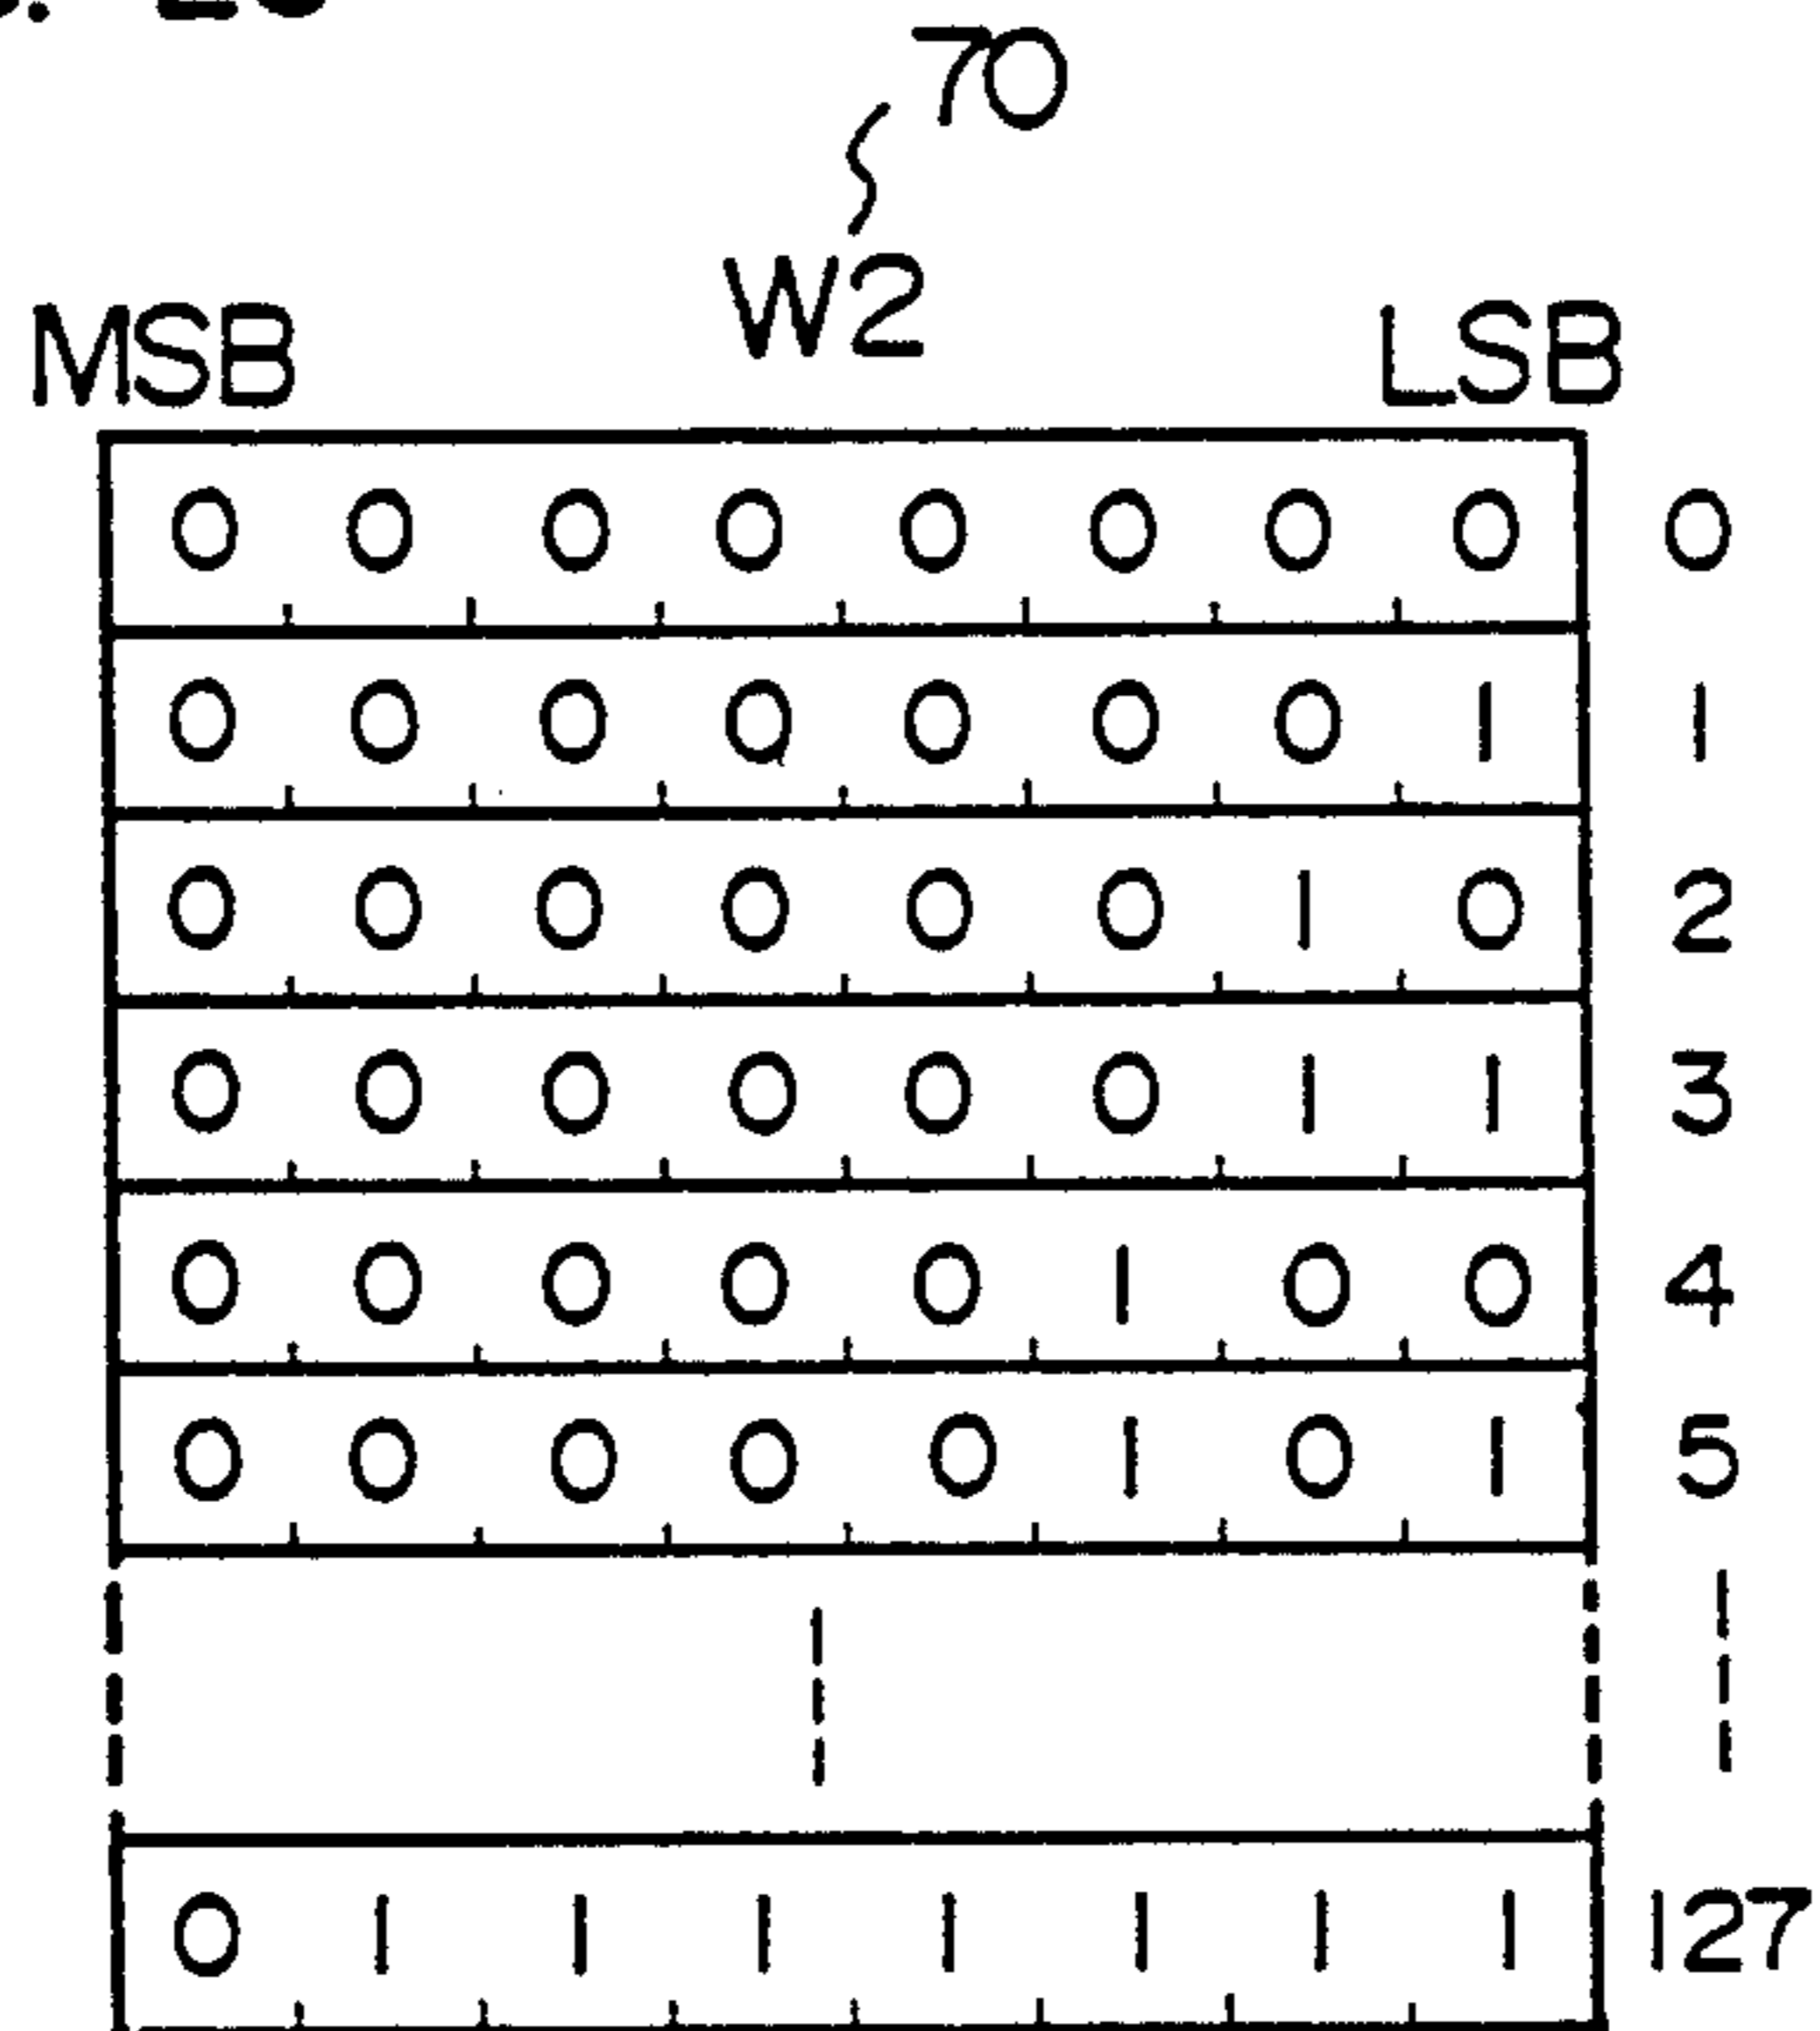 70
W2
MSB LSB
0 0 0 0 0 0 0 0 0
0 0 0 0 0 0 0 1 1
0 0 0 0 0 0 1 0 2
0 0 0 0 0 0 1 1 3
0 0 0 0 0 1 0 0 4
0 0 0 0 0 1 0 1 5
0 1 1 1 1 1 1 1 127